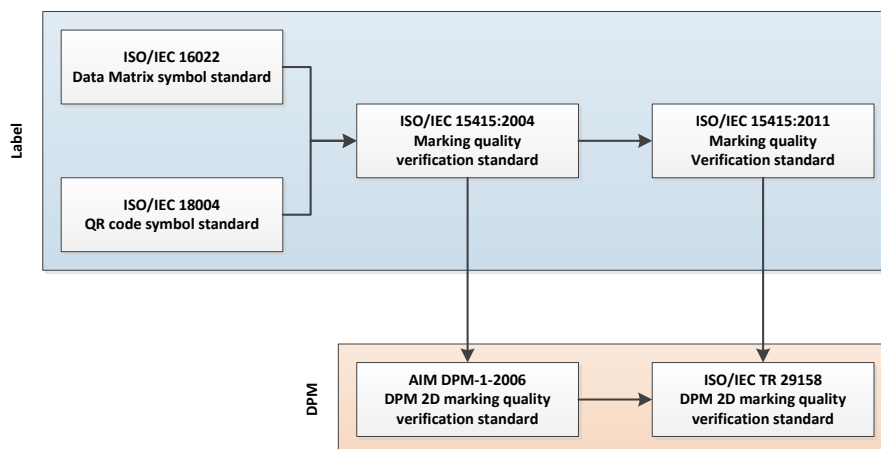 Label
ISO/IEC 16022
Data Matrix symbol standard
ISO/IEC 18004
QR code symbol standard
ISO/IEC 15415:2004
Marking quality
verification standard
ISO/IEC 15415:2011
Marking quality
Verification standard
DPM
AIM DPM-1-2006
DPM 2D marking quality
verification standard
ISO/IEC TR 29158
DPM 2D marking quality
verification standard